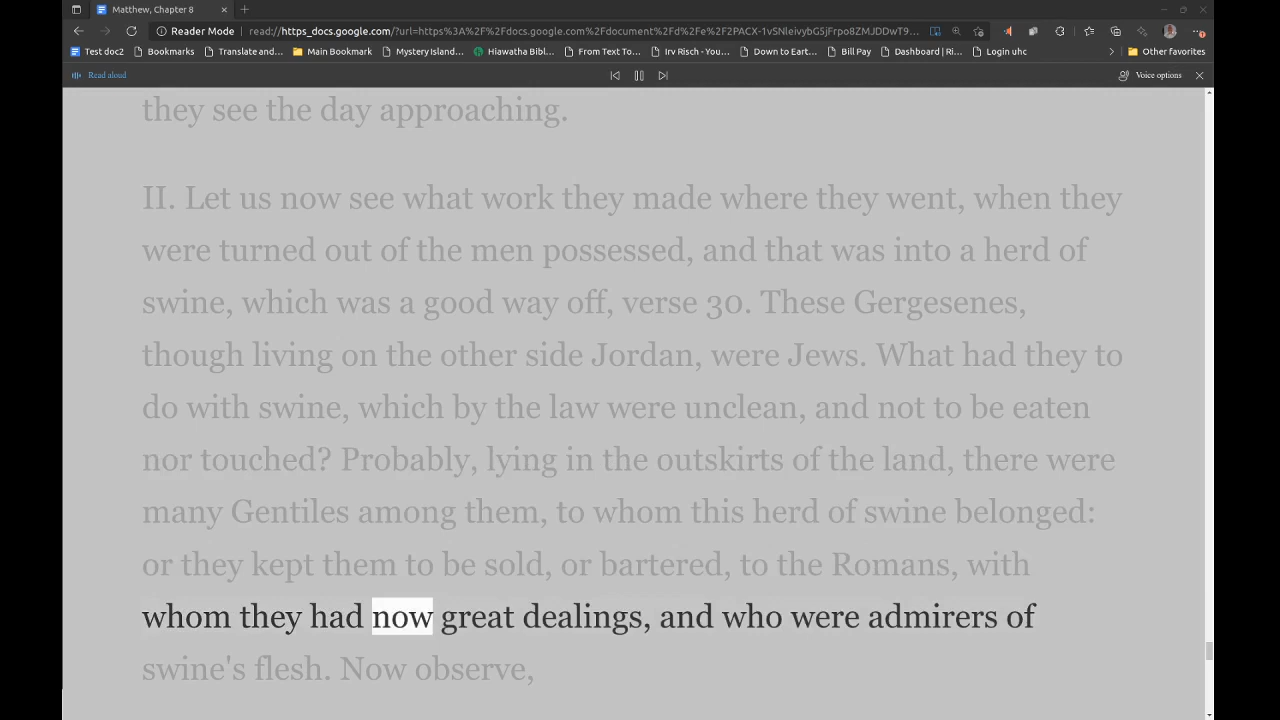 Matthew, Chapter 8
Reader Mode
read://https_docs.google.com/?url=https%3A%2F%2Fdocs.google.com%2Fdocument%2Fd%2Fe%2F2PACX-1vSNleivybG5jFrpo8ZMJDDwT9...
Test doc2 Bookmarks Translate and... Main Bookmark Mystery Island... Hiawatha Bibl... From Text To... Irv Risch - You... Down to Eart... Bill Pay Dashboard | Ri... Login uhc Other favorites
Read aloud Voice options
they see the day approaching.
II. Let us now see what work they made where they went, when they
were turned out of the men possessed, and that was into a herd of
swine, which was a good way off, verse 30. These Gergesenes,
though living on the other side Jordan, were Jews. What had they to
do with swine, which by the law were unclean, and not to be eaten
nor touched? Probably, lying in the outskirts of the land, there were
many Gentiles among them, to whom this herd of swine belonged:
or they kept them to be sold, or bartered, to the Romans, with
whom they had now great dealings, and who were admirers of
swine's flesh. Now observe,